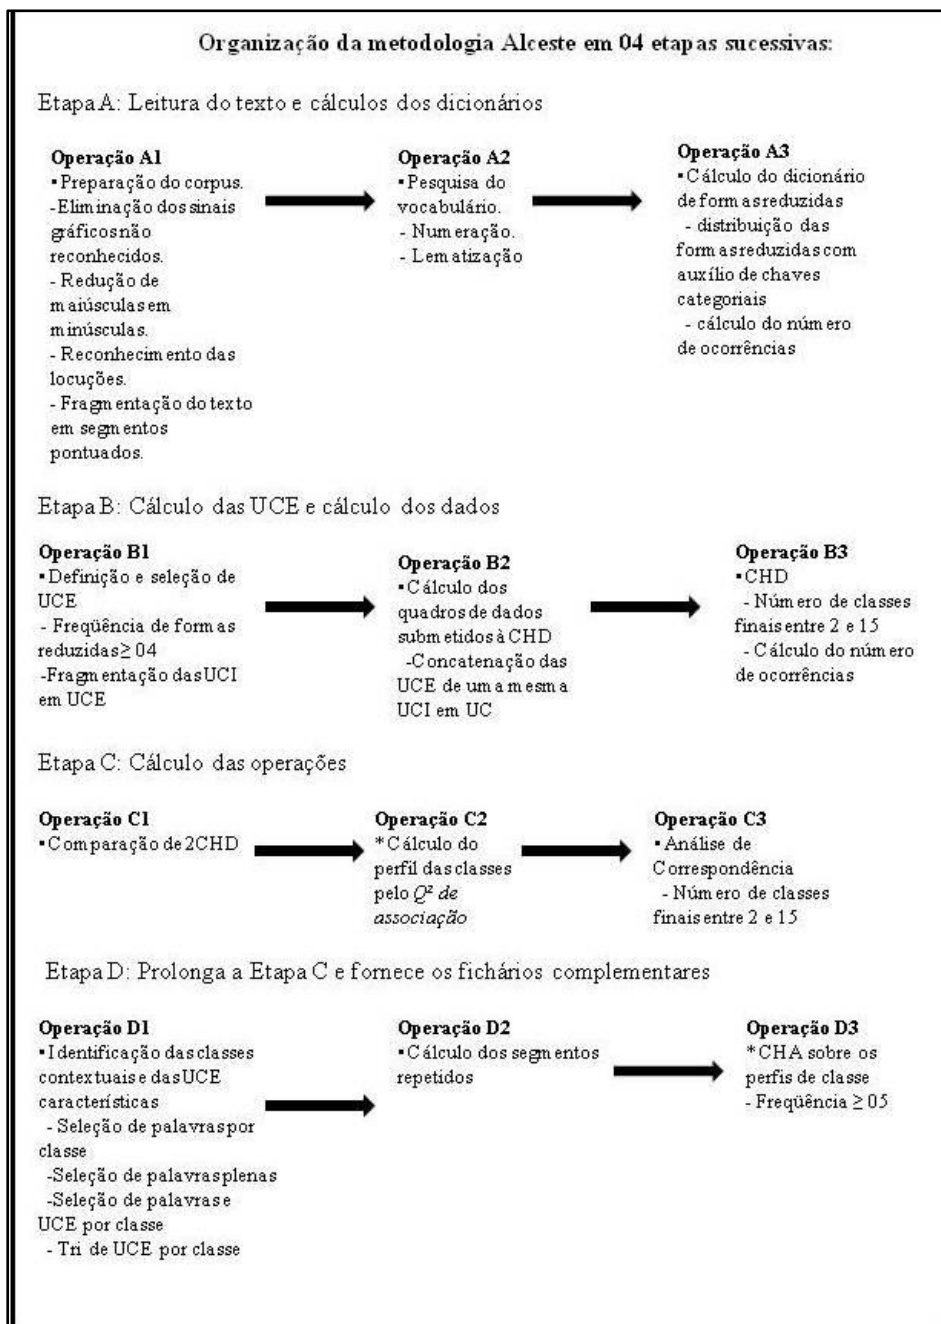 Organização da metodologia Alceste em 04 etapas sucessivas:
Etapa A: Leitura do texto e cálculos dos dicionários
Operação A1
▪Preparação do corpus.
-Eliminação dos sinais
gráficos não
reconhecidos.
- Redução de
maiúsculas em
minúsculas.
- Reconhecimento das
locuções.
- Fragmentação do texto
em segmentos
pontuados.
Operação A2
▪Pesquisa do
vocabulário.
- Numeração.
- Lematização
Operação A3
▪Cálculo do dicionário
de formas reduzidas
- distribuição das
formas reduzidas com
auxílio de chaves
categoriais
- cálculo do número
de ocorrências
Etapa B: Cálculo das UCE e cálculo dos dados
Operação B1
▪Definição e seleção de
UCE
- Freqüência de formas
reduzidas ≥ 04
-Fragmentação das UCI
em UCE
Operação B2
▪Cálculo dos
quadros de dados
submetidos à CHD
-Concatenação das
UCE de uma mesma
UCI em UC
Operação B3
▪CHD
- Número de classes
finais entre 2 e 15
- Cálculo do número
de ocorrências
Etapa C: Cálculo das operações
Operação C1
▪Comparação de 2CHD
Operação C2
*Cálculo do
perfil das classes
pelo Q² de
associação
Operação C3
▪Análise de
Correspondência
- Número de classes
finais entre 2 e 15
Etapa D: Prolonga a Etapa C e fornece os fichários complementares
Operação D1
▪Identificação das classes
contextuais e das UCE
características
- Seleção de palavras por
classe
-Seleção de palavras plenas
-Seleção de palavras e
UCE por classe
- Tri de UCE por classe
Operação D2
▪Cálculo dos segmentos
repetidos
Operação D3
*CHA sobre os
perfis de classe
- Freqüência ≥ 05